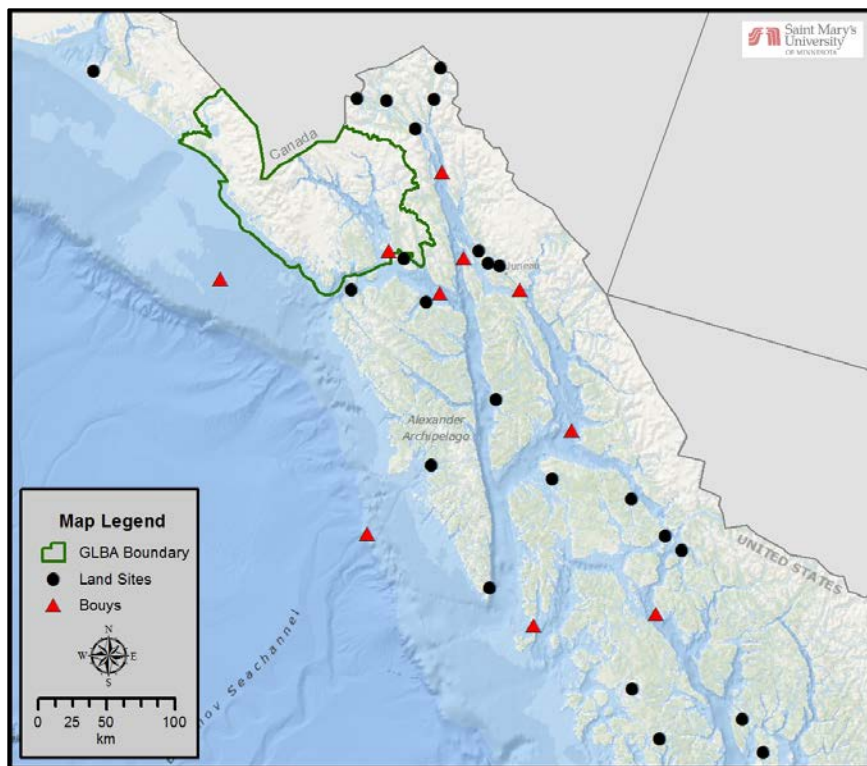 Saint Mary's
University
OF MINNESOTA
Canada
Juneau
Alexander
Archipelago
UNITED STATES
Seachannel
Map Legend
GLBA Boundary
Land Sites
Bouys
N
W E
S
0 25 50 100
km